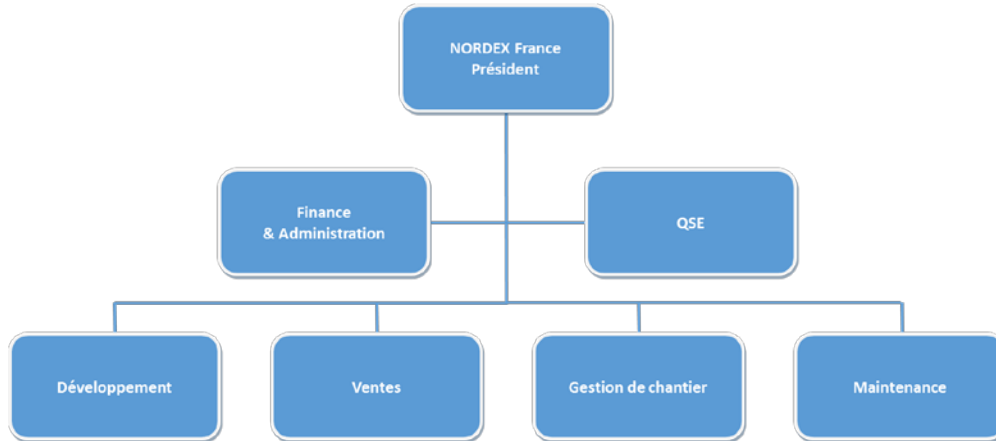 NORDEX France
Président
Finance
& Administration
QSE
Développement
Ventes
Gestion de chantier
Maintenance